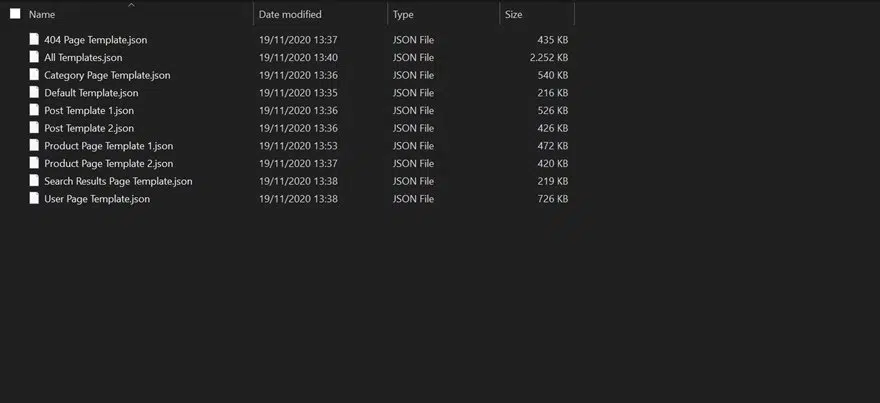 Name Date modified Type Size
404 Page Template.json 19/11/2020 13:37 JSON File 435 KB
All Templates.json 19/11/2020 13:40 JSON File 2.252 KB
Category Page Template.json 19/11/2020 13:36 JSON File 540 KB
Default Template.json 19/11/2020 13:35 JSON File 216 KB
Post Template 1.json 19/11/2020 13:36 JSON File 526 KB
Post Template 2.json 19/11/2020 13:36 JSON File 426 KB
Product Page Template 1.json 19/11/2020 13:53 JSON File 472 KB
Product Page Template 2.json 19/11/2020 13:37 JSON File 420 KB
Search Results Page Template.json 19/11/2020 13:38 JSON File 219 KB
User Page Template.json 19/11/2020 13:38 JSON File 726 KB